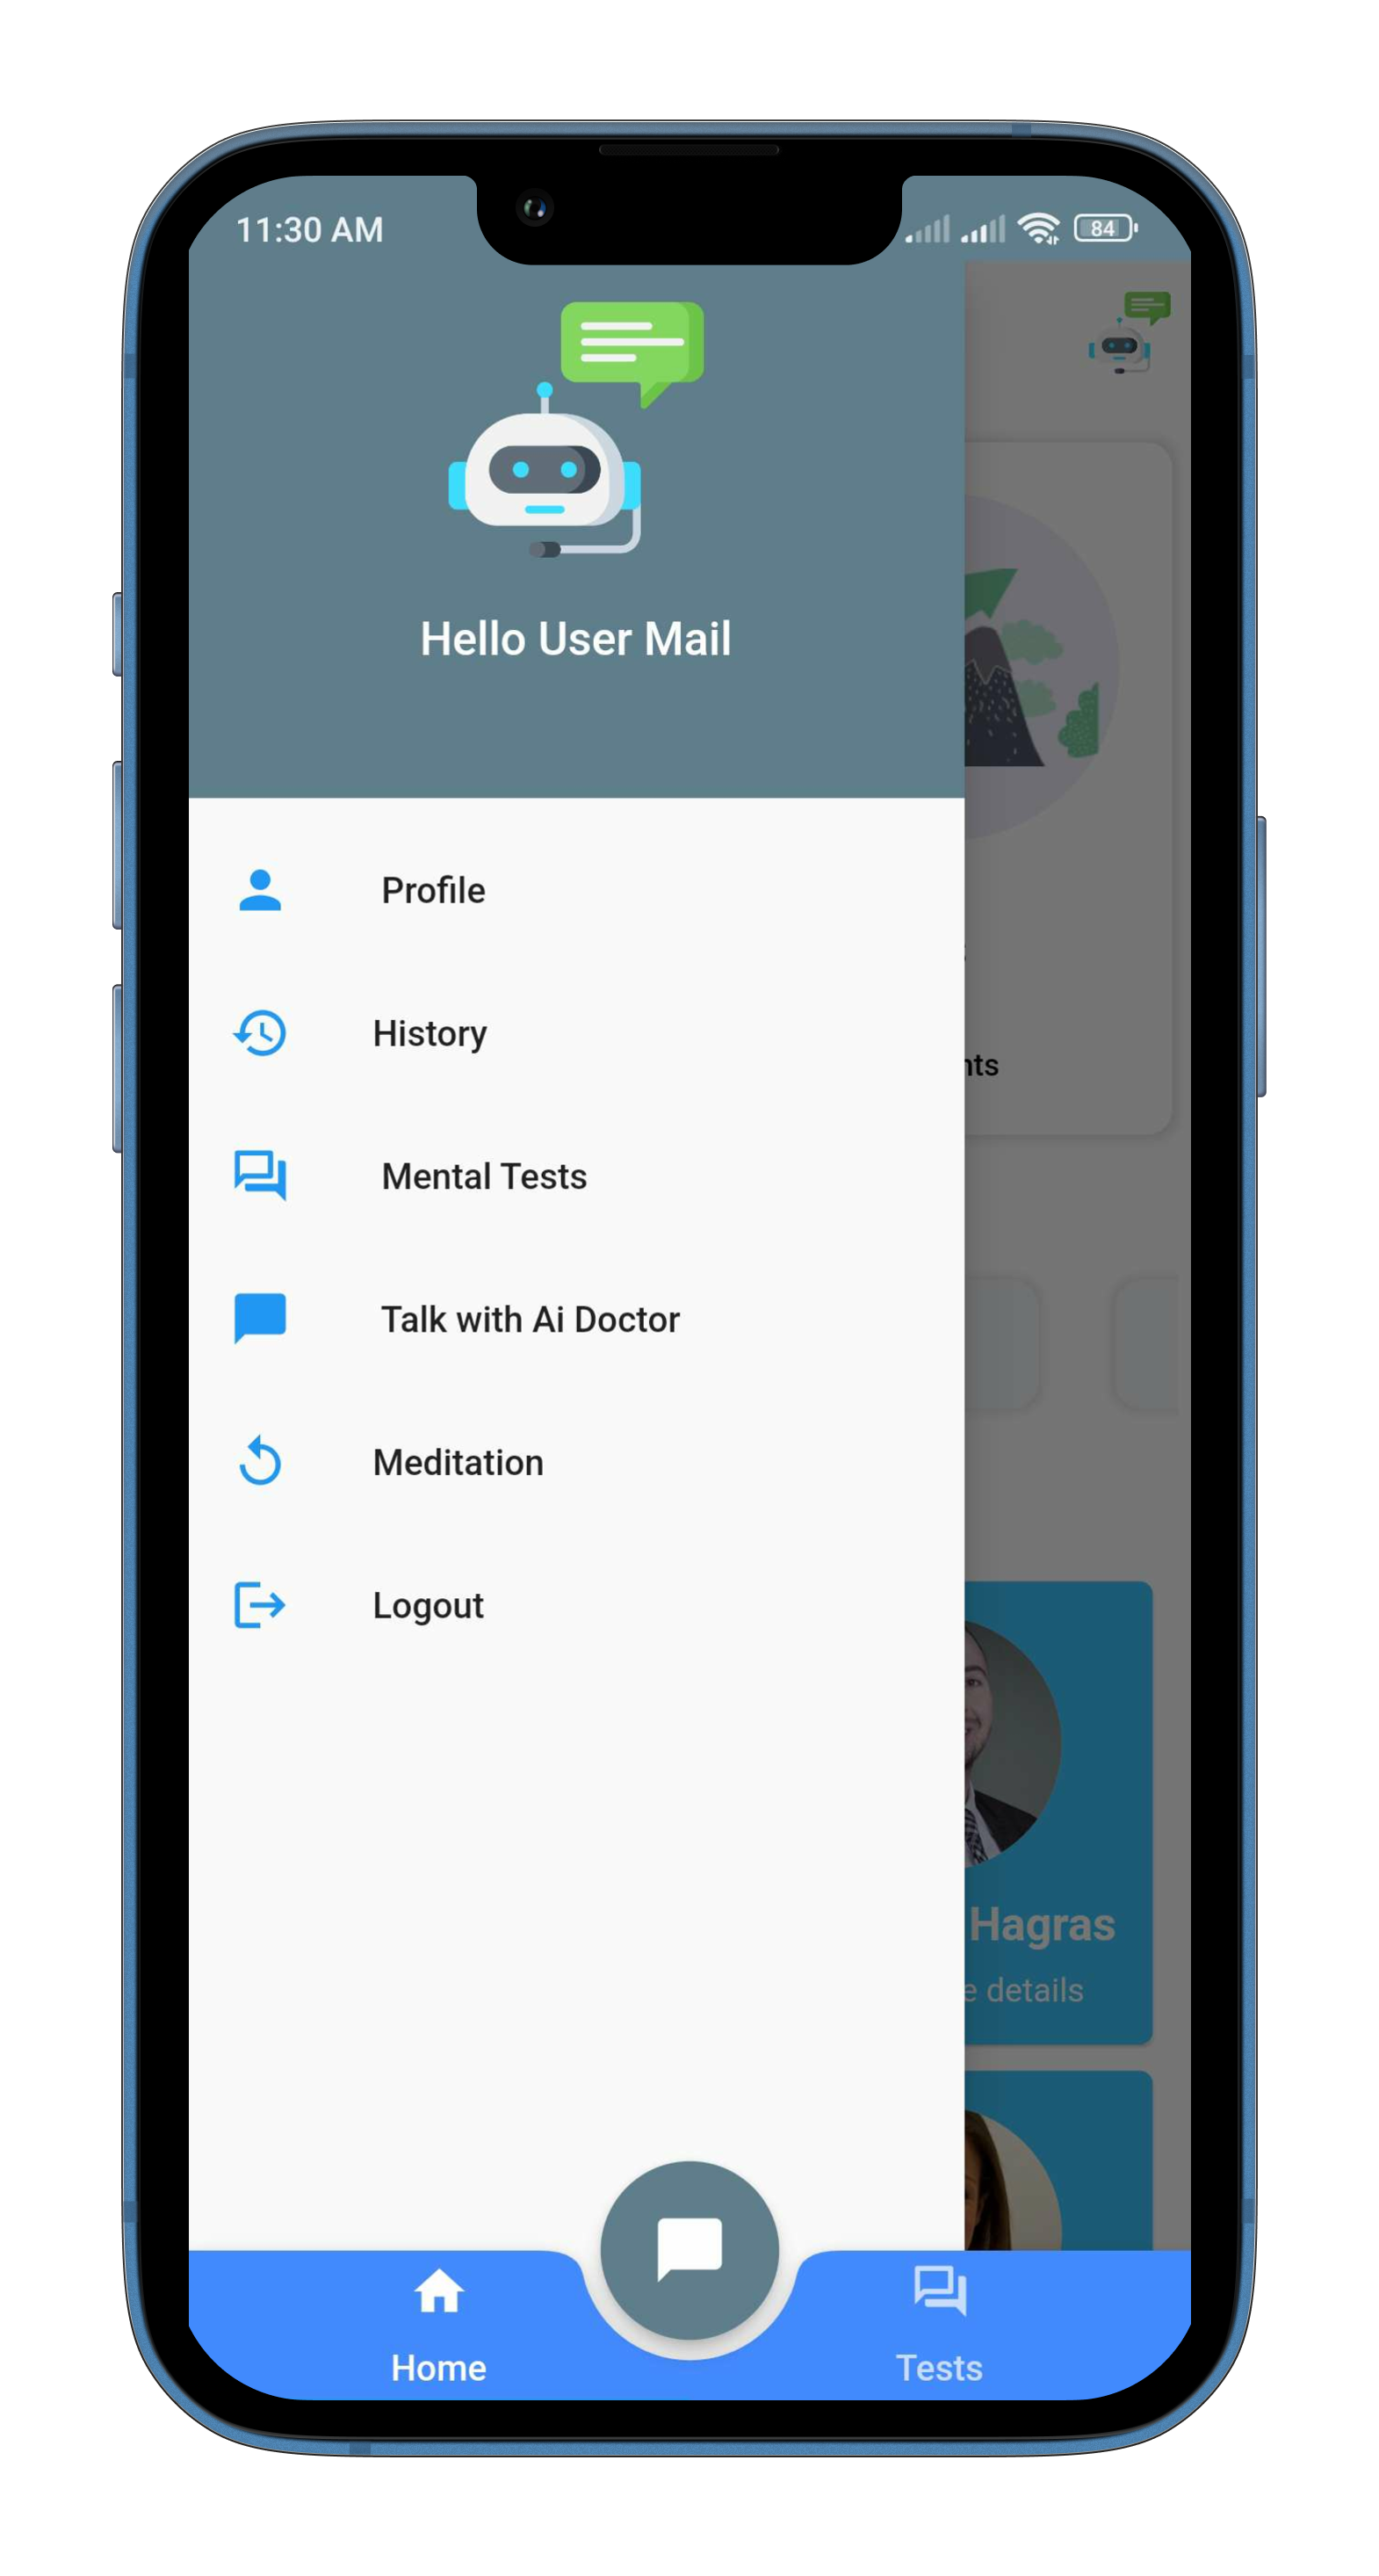 11:30 AM
84
Hello User Mail
Profile
History
Mental Tests
Talk with Ai Doctor
Meditation
Logout
Hagras
details
Home
Tests